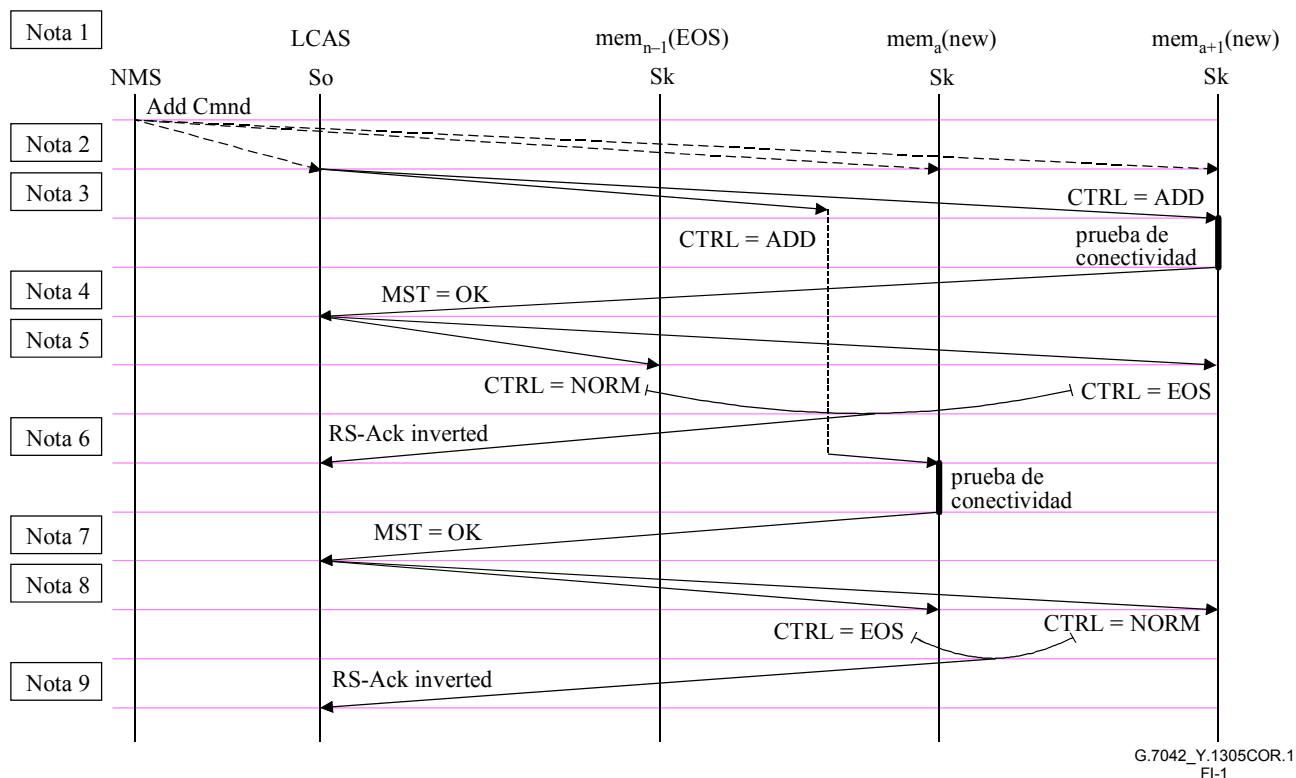 Nota 1
LCAS
memₙ₋₁(EOS)
memₐ(new)
memₐ₊₁(new)
NMS
So
Sk
Sk
Sk
Add Cmnd
Nota 2
Nota 3
CTRL = ADD
CTRL = ADD
prueba de
conectividad
Nota 4
MST = OK
Nota 5
CTRL = NORM
CTRL = EOS
Nota 6
RS-Ack inverted
prueba de
conectividad
Nota 7
MST = OK
Nota 8
CTRL = EOS
CTRL = NORM
Nota 9
RS-Ack inverted
G.7042_Y.1305COR.1
FI-1